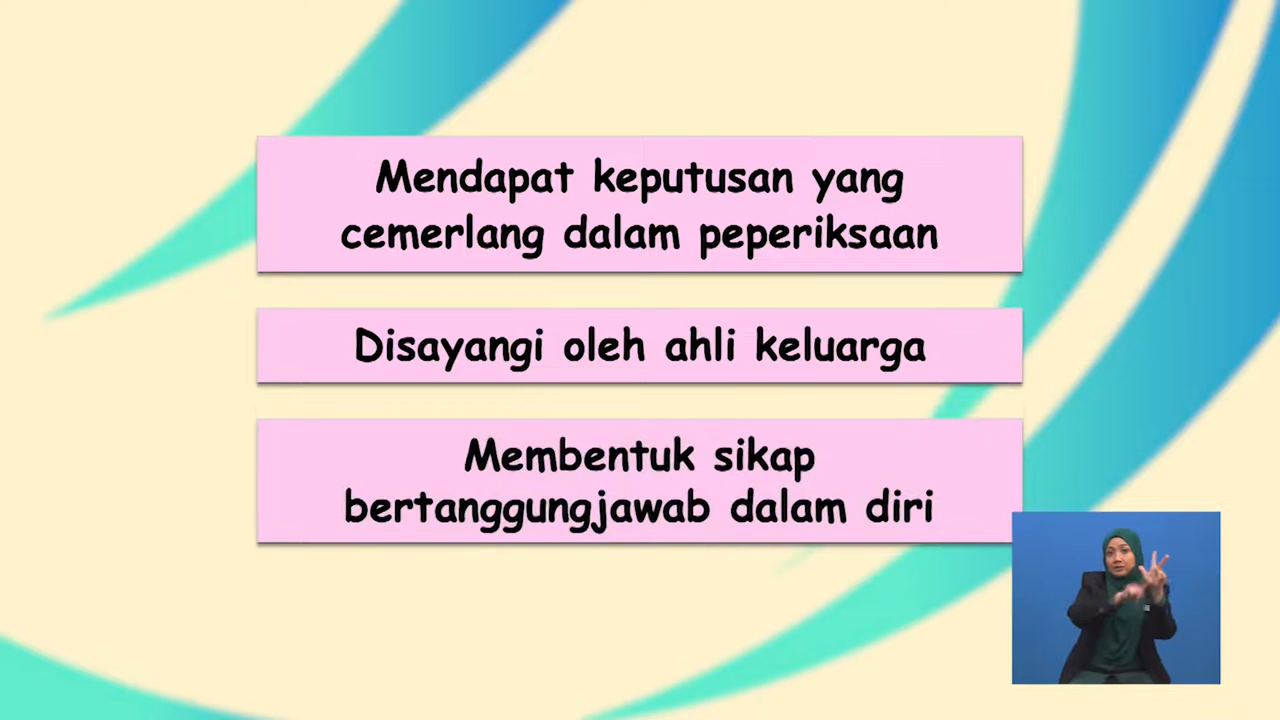 Mendapat keputusan yang
cemerlang dalam peperiksaan
Disayangi oleh ahli keluarga
Membentuk sikap
bertanggungjawab dalam diri